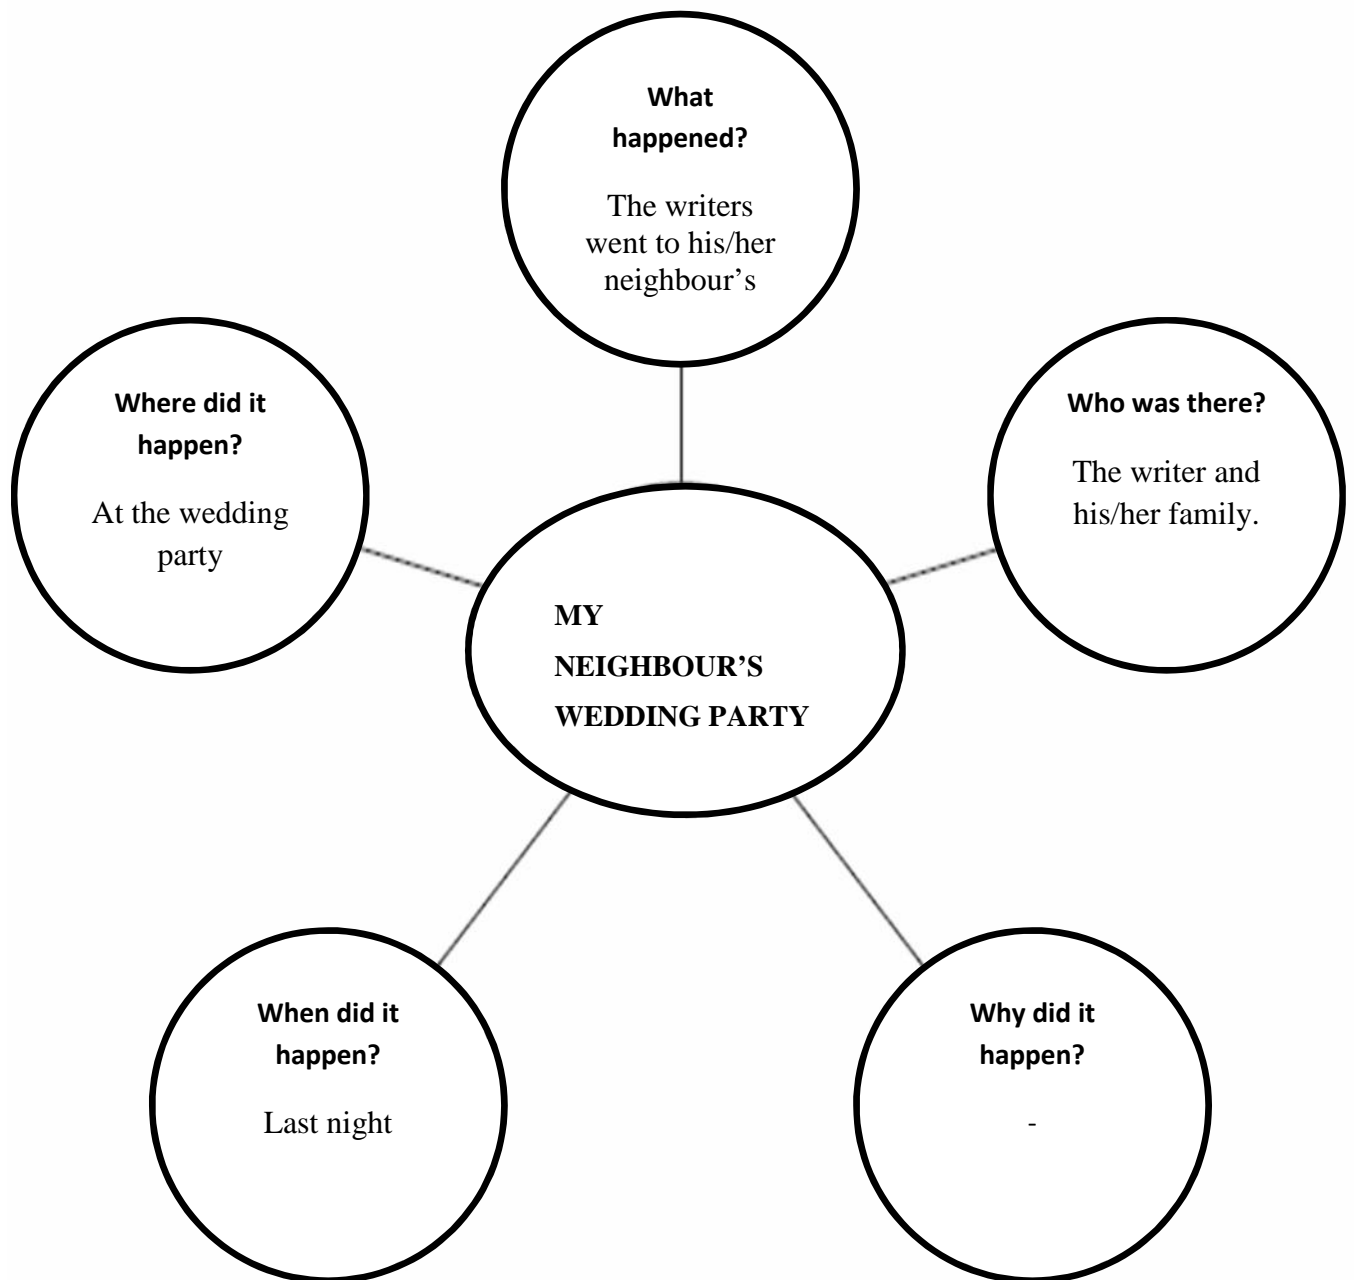 What
happened?
The writers
went to his/her
neighbour’s
Where did it
happen?
At the wedding
party
Who was there?
The writer and
his/her family.
MY
NEIGHBOUR’S
WEDDING PARTY
When did it
happen?
Last night
Why did it
happen?
-